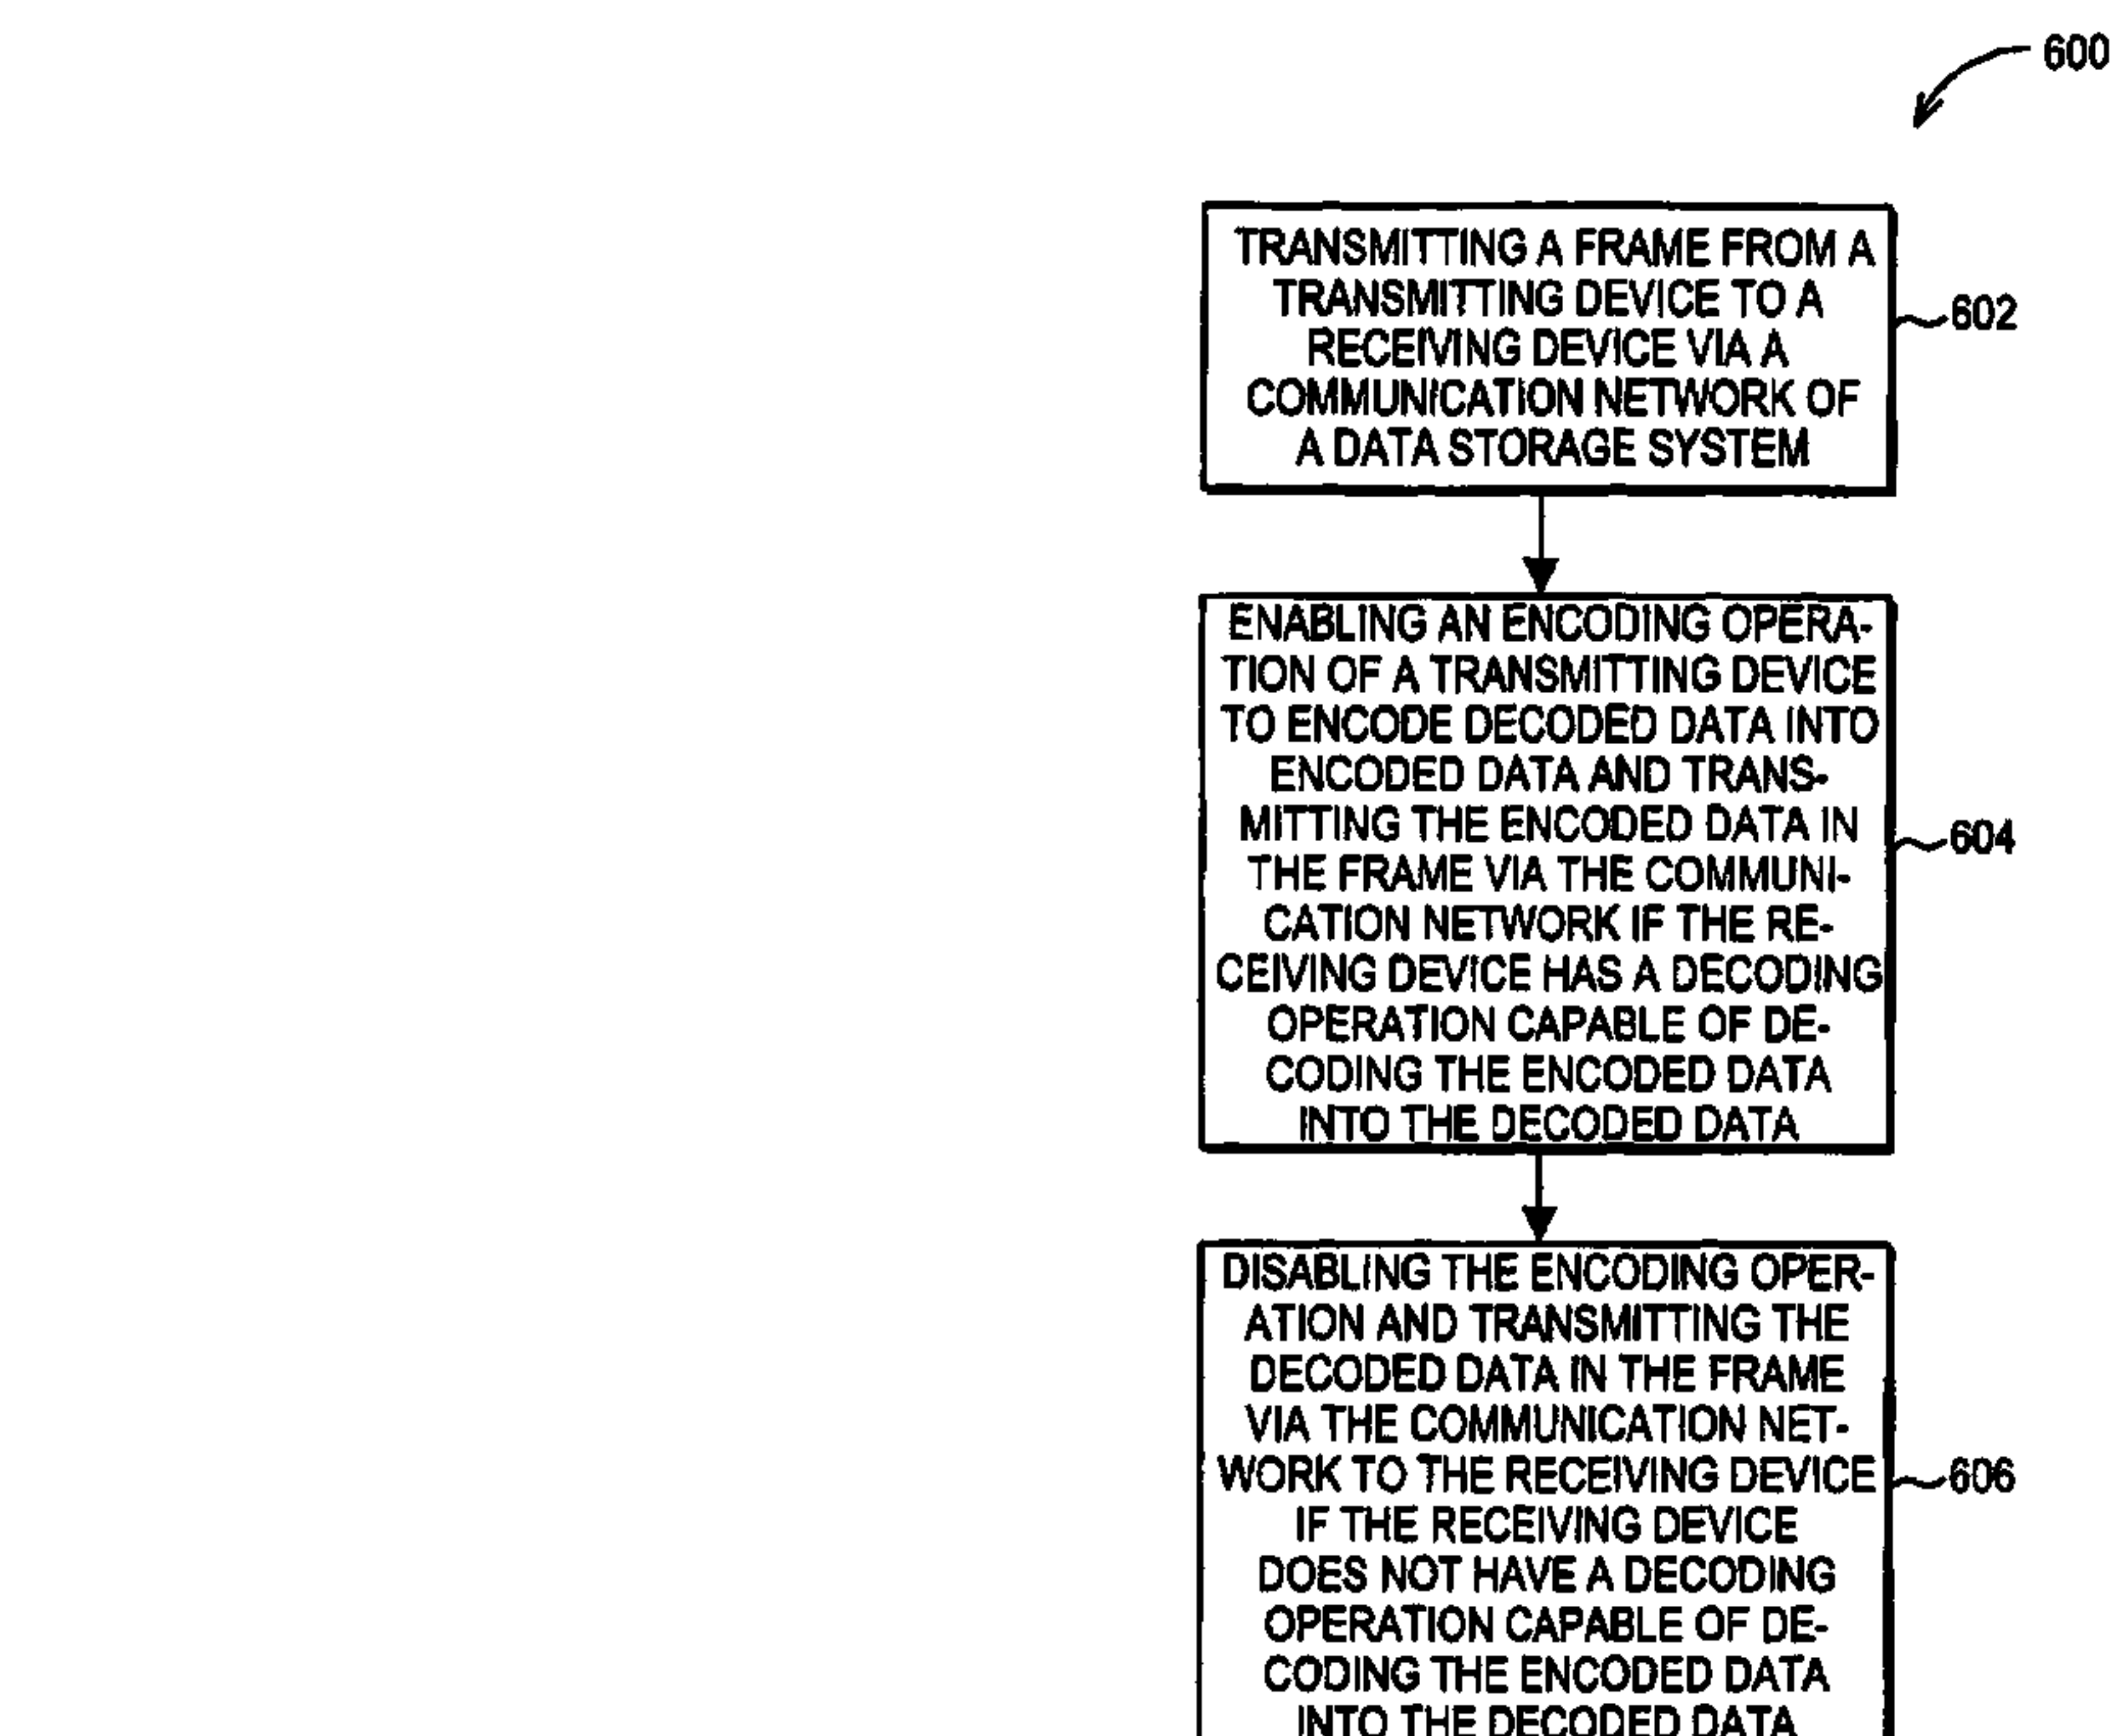 600
TRANSMITTING A FRAME FROM A
TRANSMITTING DEVICE TO A
RECEIVING DEVICE VIA A
COMMUNICATION NETWORK OF
A DATA STORAGE SYSTEM
602
ENABLING AN ENCODING OPERA-
TION OF A TRANSMITTING DEVICE
TO ENCODE DECODED DATA INTO
ENCODED DATA AND TRANS-
MITTING THE ENCODED DATA IN
THE FRAME VIA THE COMMUNI-
CATION NETWORK IF THE RE-
CEIVING DEVICE HAS A DECODING
OPERATION CAPABLE OF DE-
CODING THE ENCODED DATA
INTO THE DECODED DATA
604
DISABLING THE ENCODING OPER-
ATION AND TRANSMITTING THE
DECODED DATA IN THE FRAME
VIA THE COMMUNICATION NET-
WORK TO THE RECEIVING DEVICE
IF THE RECEIVING DEVICE
DOES NOT HAVE A DECODING
OPERATION CAPABLE OF DE-
CODING THE ENCODED DATA
INTO THE DECODED DATA
606